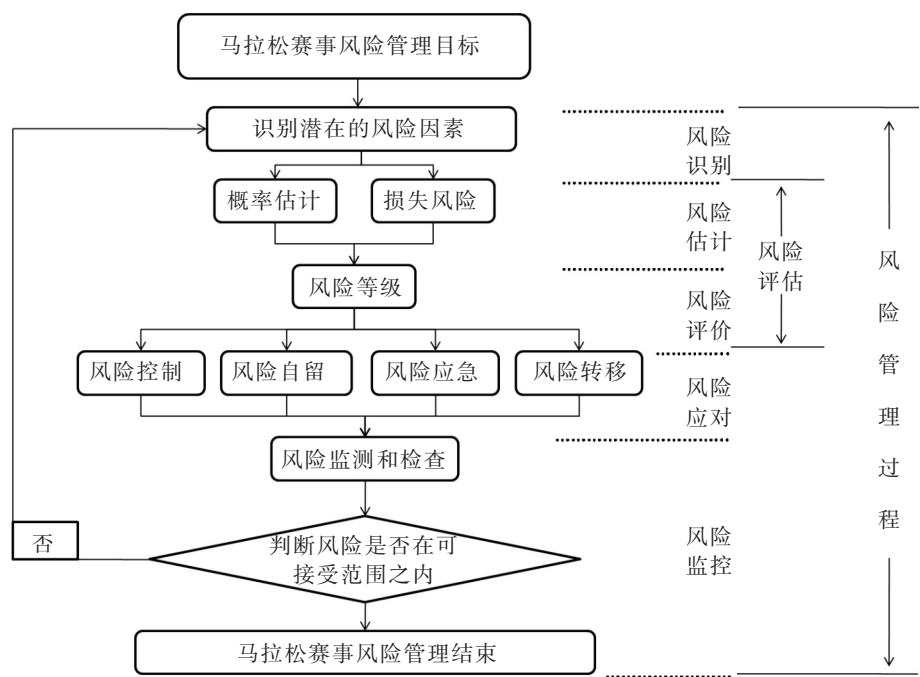 马拉松赛事风险管理目标
识别潜在的风险因素
风险
识别
概率估计
损失风险
风险
估计
风险
评估
风险等级
风险
评价
风险控制
风险自留
风险应急
风险转移
风险
应对
风险监测和检查
否
判断风险是否在可
接受范围之内
风险
监控
马拉松赛事风险管理结束
风
险
管
理
过
程